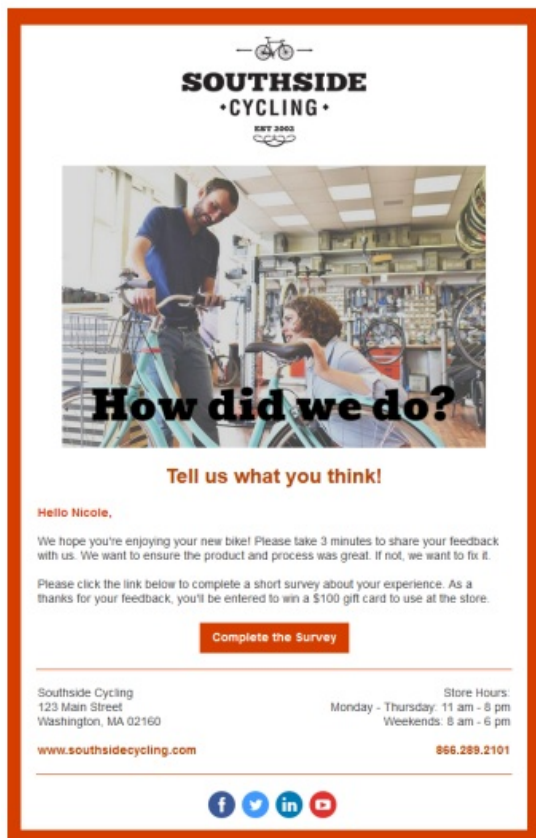 SOUTHSIDE
CYCLING
EST 2002
How did we do?
Tell us what you think!
Hello Nicole,
We hope you're enjoying your new bike! Please take 3 minutes to share your feedback
with us. We want to ensure the product and process was great. If not, we want to fix it.
Please click the link below to complete a short survey about your experience. As a
thanks for your feedback, you'll be entered to win a $100 gift card to use at the store.
Complete the Survey
Southside Cycling
123 Main Street
Washington, MA 02160
www.southsidecycling.com
Store Hours:
Monday - Thursday: 11 am - 8 pm
Weekends: 8 am - 6 pm
866.289.2101
f
in